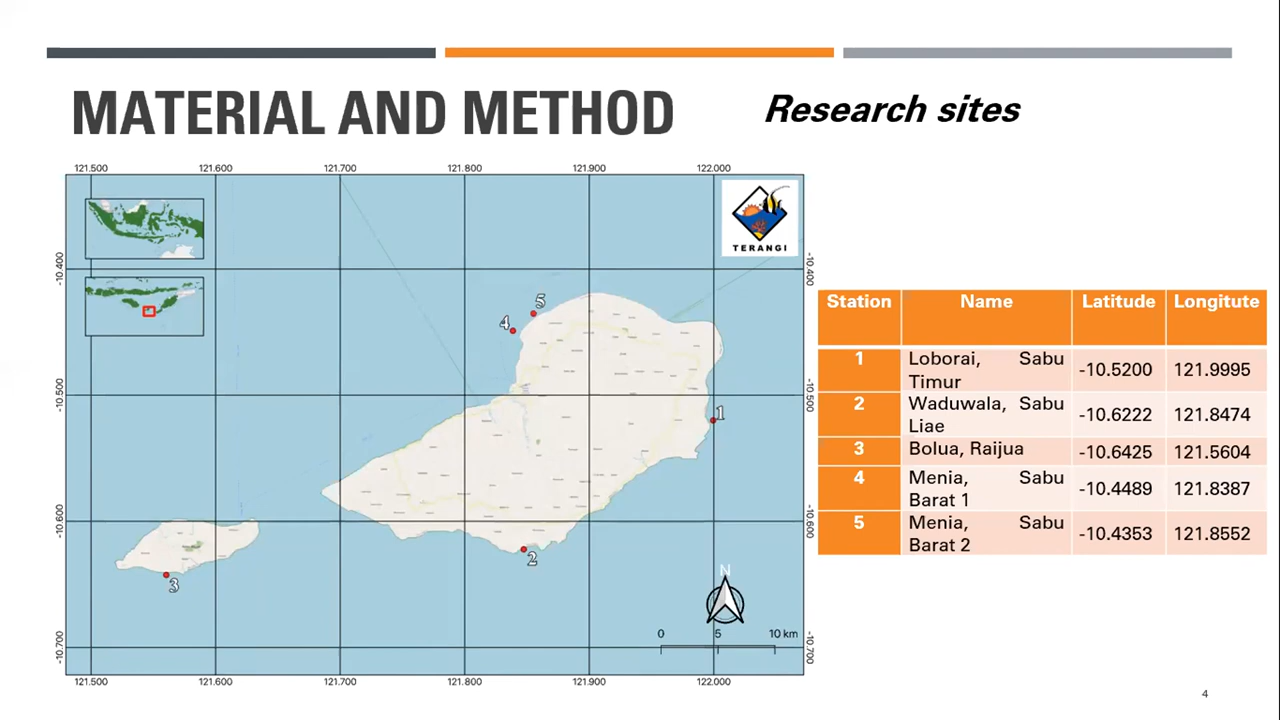 MATERIAL AND METHOD
Research sites
121.500 121.600 121.700 121.800 121.900 122.000
TERANGI
-10.400 -10.400
-10.500 -10.500
-10.600 -10.600
-10.700 -10.700
5
4
1
2
3
N
0 5 10 km
121.500 121.600 121.700 121.800 121.900 122.000
Station Name Latitude Longitute
1 Loborai, Sabu -10.5200 121.9995
Timur
2 Waduwala, Sabu -10.6222 121.8474
Liae
3 Bolua, Raijua -10.6425 121.5604
4 Menia, Sabu -10.4489 121.8387
Barat 1
5 Menia, Sabu -10.4353 121.8552
Barat 2
4